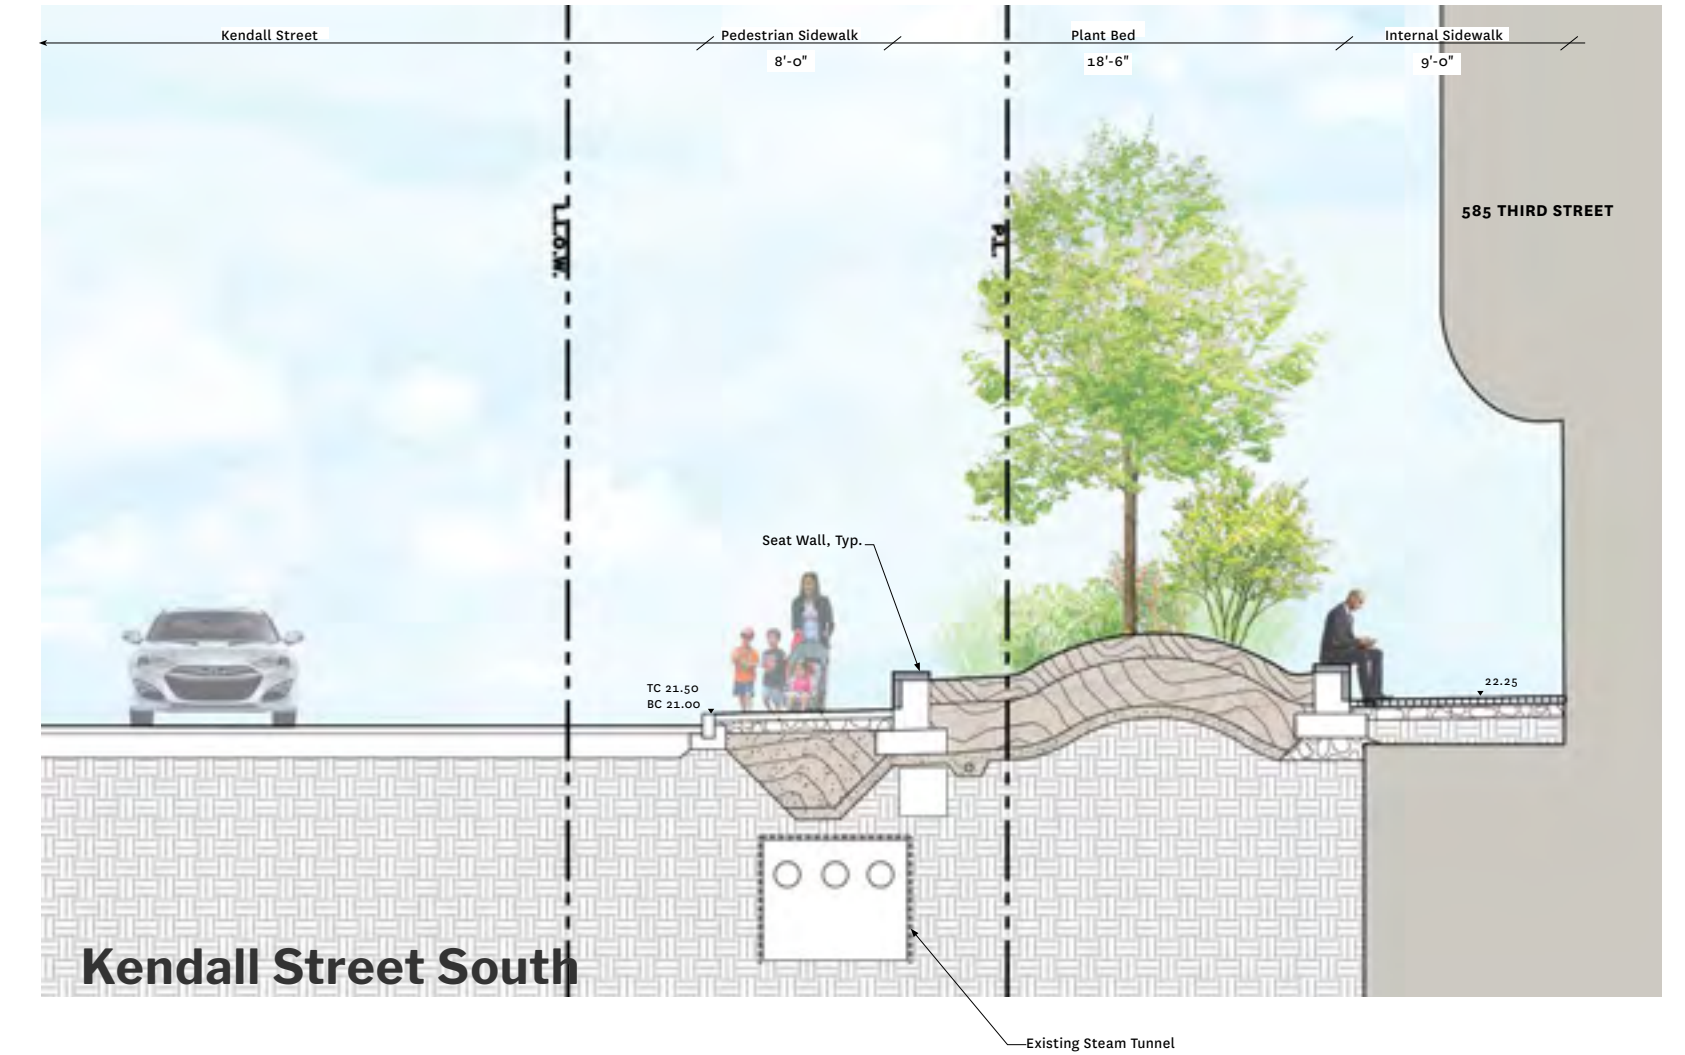 Kendall Street
Pedestrian Sidewalk
Plant Bed
Internal Sidewalk
8'-0"
18'-6"
9'-0"
L.O.W.
P.L.
585 THIRD STREET
Seat Wall, Typ.
TC 21.50
BC 21.00
22.25
Kendall Street South
Existing Steam Tunnel